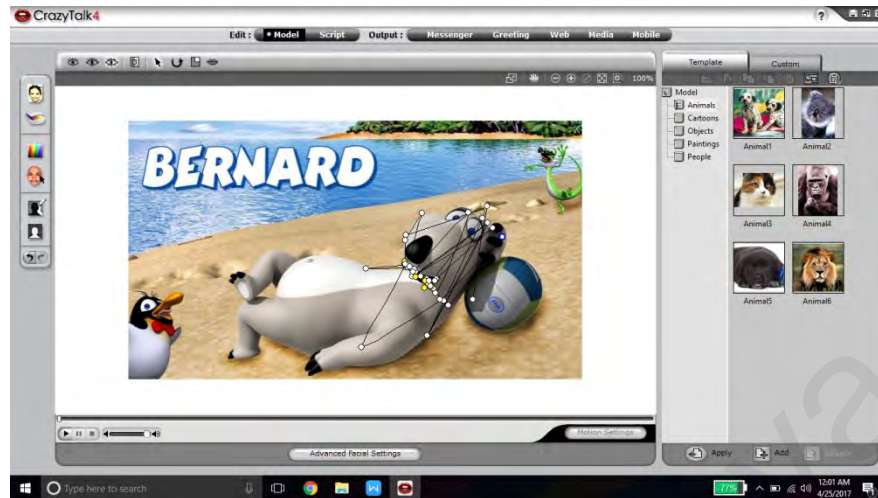 CrazyTalk4
?
Edit : Model Script Output : Messenger Greeting Web Media Mobile
Template Custom
100%
Model
Animals
Cartoons
Objects
Paintings
People
Animal1 Animal2
Animal3 Animal4
Animal5 Animal6
BERNARD
Motion Settings
Advanced Facial Settings
Apply Add
Type here to search
77%
12:01 AM
4/25/2017